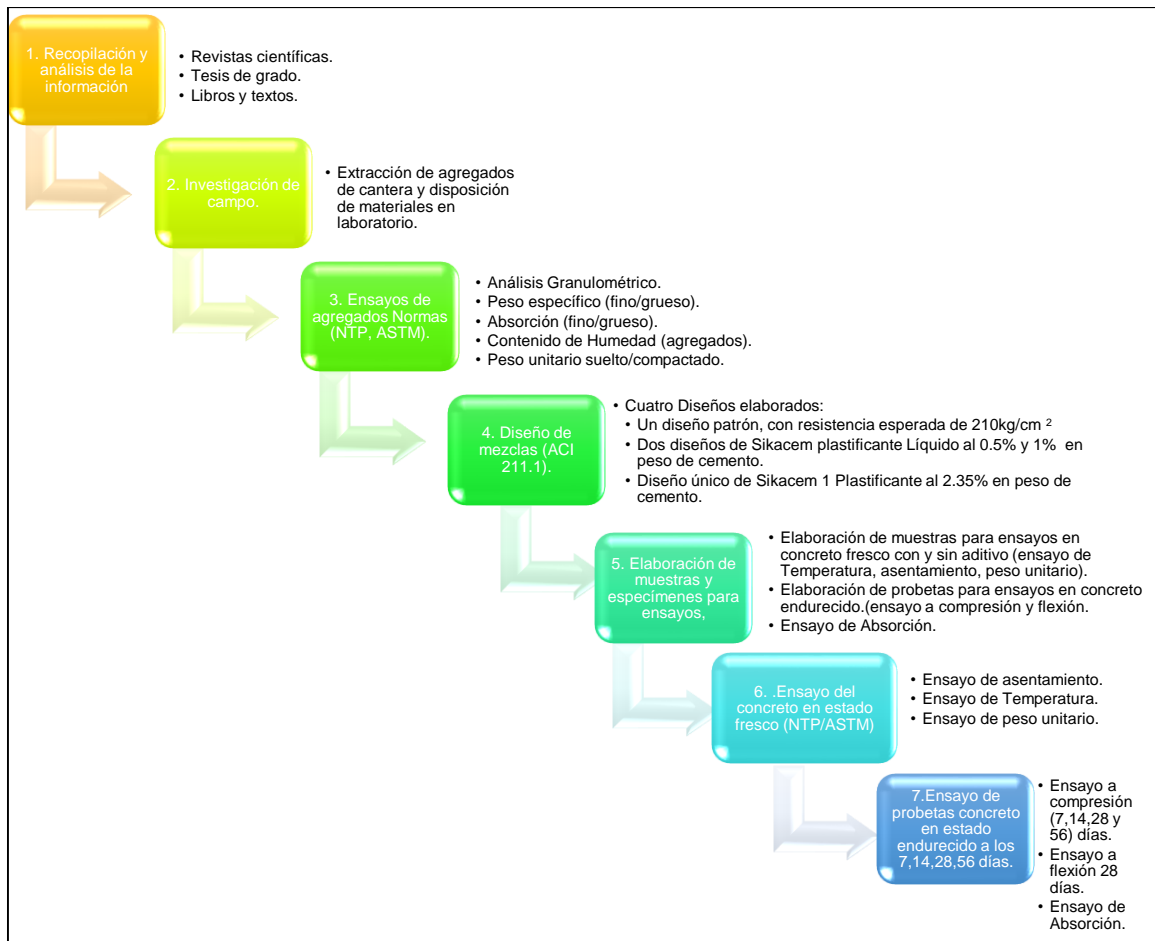 1. Recopilación y
análisis de la
información
• Revistas científicas.
• Tesis de grado.
• Libros y textos.
2. Investigación de
campo.
• Extracción de agregados
de cantera y disposición
de materiales en
laboratorio.
3. Ensayos de
agregados Normas
(NTP, ASTM).
• Análisis Granulométrico.
• Peso específico (fino/grueso).
• Absorción (fino/grueso).
• Contenido de Humedad (agregados).
• Peso unitario suelto/compactado.
4. Diseño de
mezclas (ACI
211.1).
• Cuatro Diseños elaborados:
• Un diseño patrón, con resistencia esperada de 210kg/cm ²
• Dos diseños de Sikacem plastificante Líquido al 0.5% y 1% en
peso de cemento.
• Diseño único de Sikacem 1 Plastificante al 2.35% en peso de
cemento.
5. Elaboración de
muestras y
especímenes para
ensayos,
• Elaboración de muestras para ensayos en
concreto fresco con y sin aditivo (ensayo de
Temperatura, asentamiento, peso unitario).
• Elaboración de probetas para ensayos en concreto
endurecido.(ensayo a compresión y flexión.
• Ensayo de Absorción.
6. .Ensayo del
concreto en estado
fresco (NTP/ASTM)
• Ensayo de asentamiento.
• Ensayo de Temperatura.
• Ensayo de peso unitario.
7.Ensayo de
probetas concreto
en estado
endurecido a los
7,14,28,56 días.
• Ensayo a
compresión
(7,14,28 y
56) días.
• Ensayo a
flexión 28
días.
• Ensayo de
Absorción.